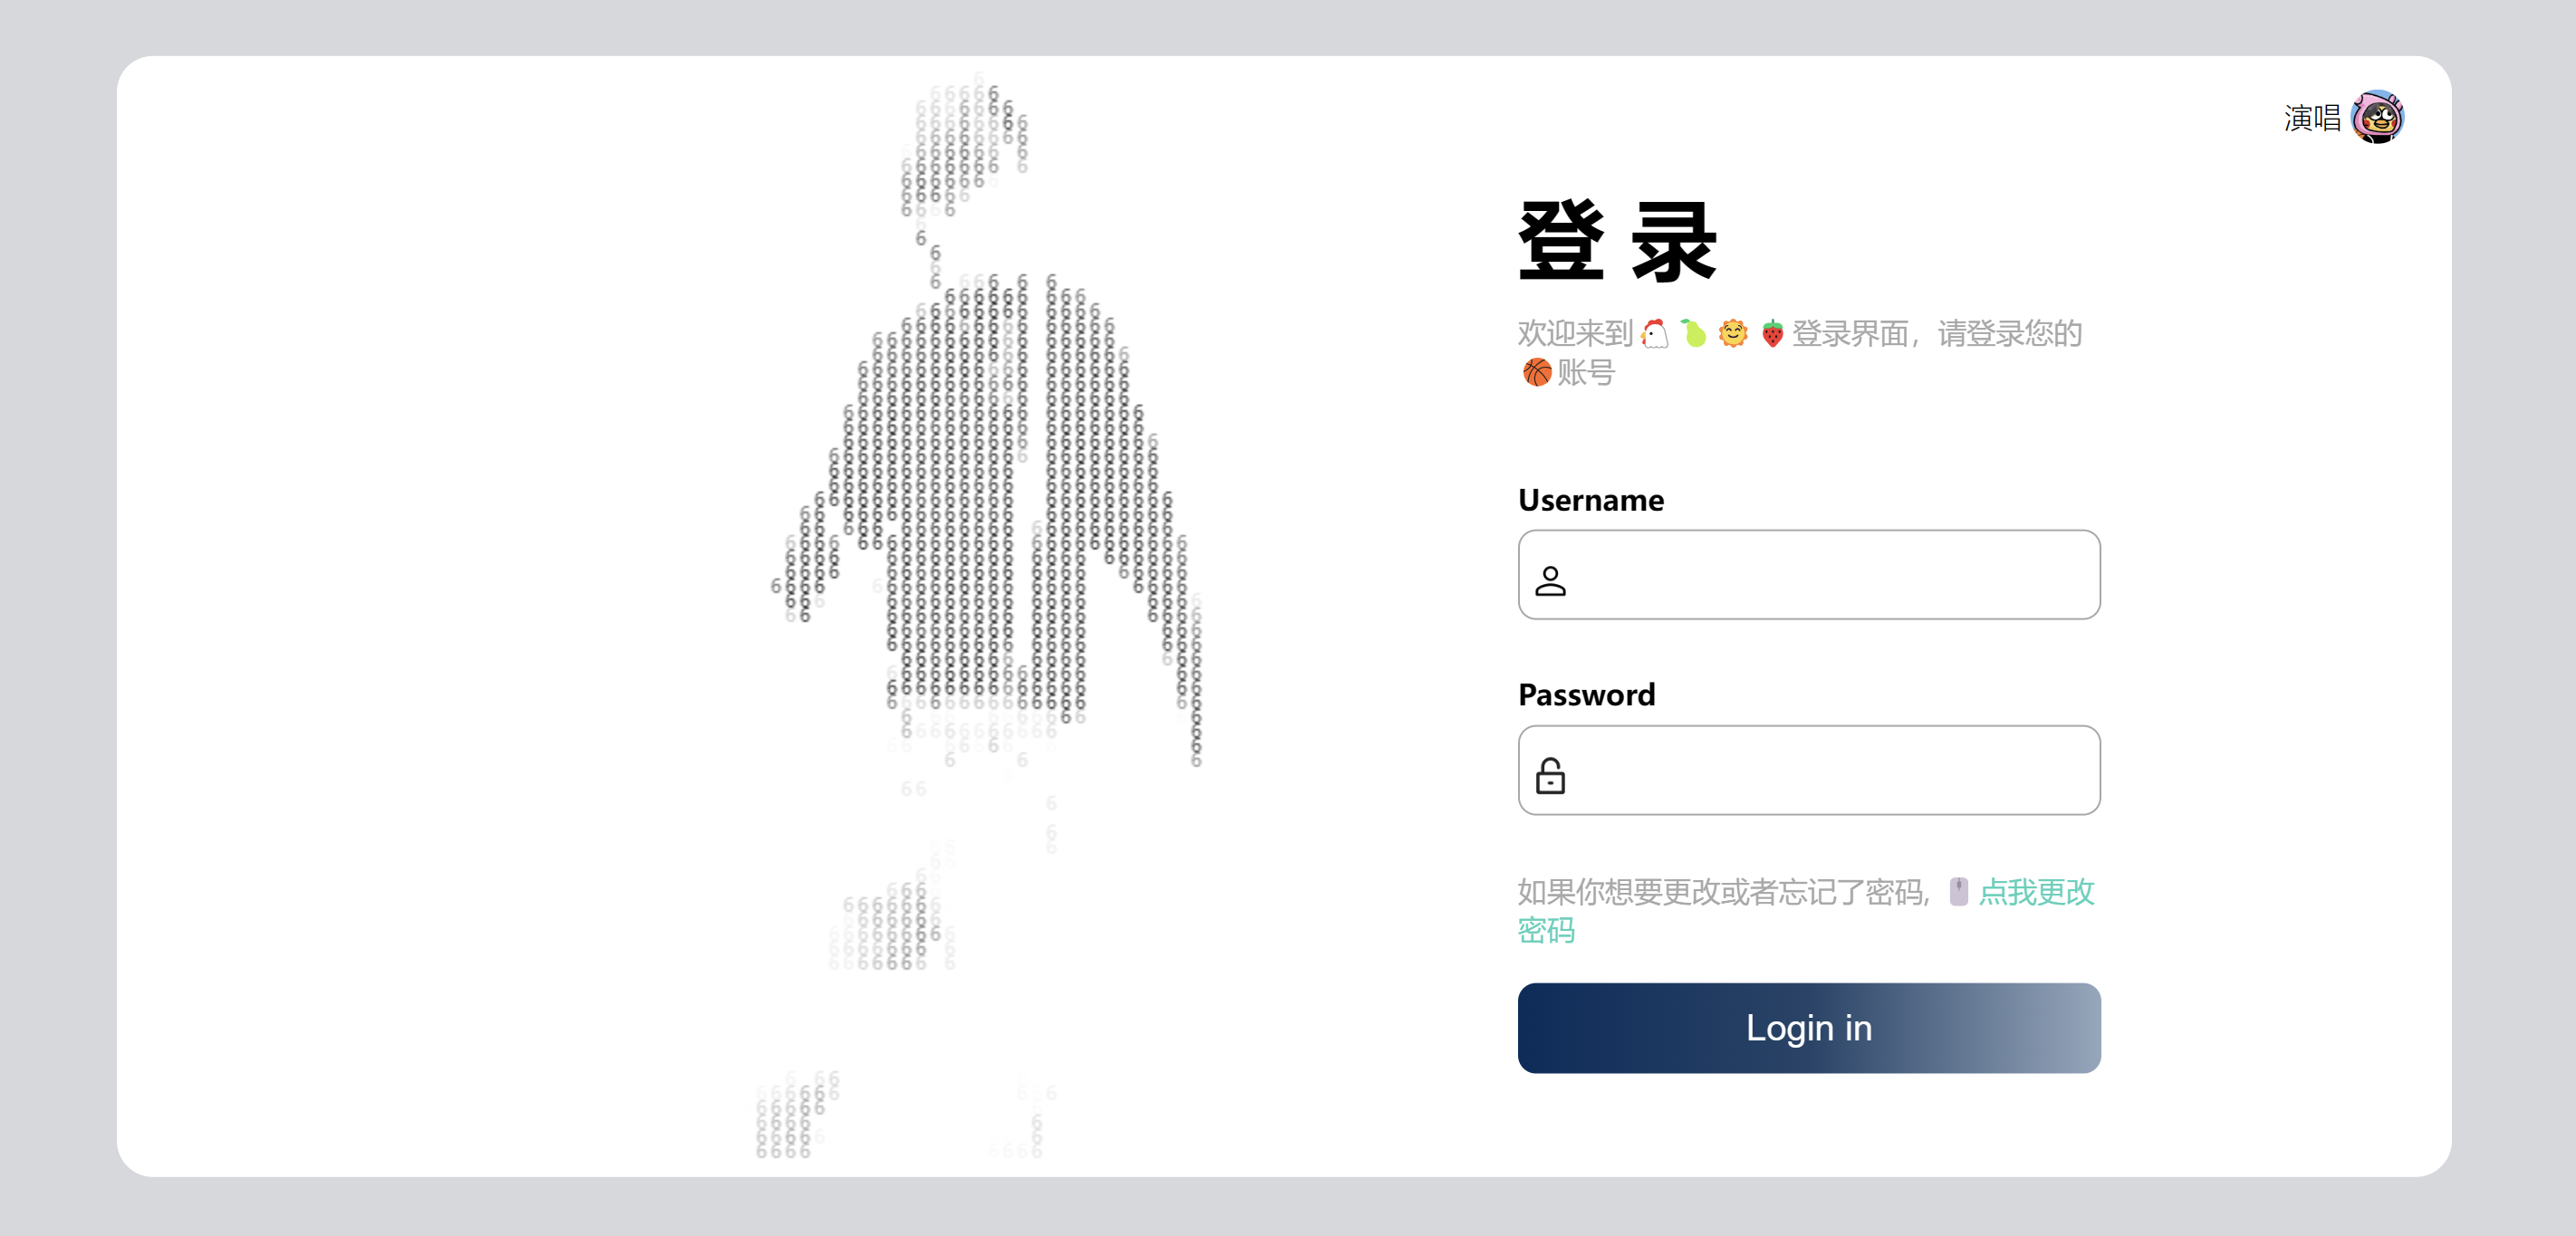 演唱
登录
欢迎来到🐔🍐🌞🍓登录界面，请登录您的
🏀账号
Username
Password
如果你想要更改或者忘记了密码，🖱️点我更改
密码
Login in